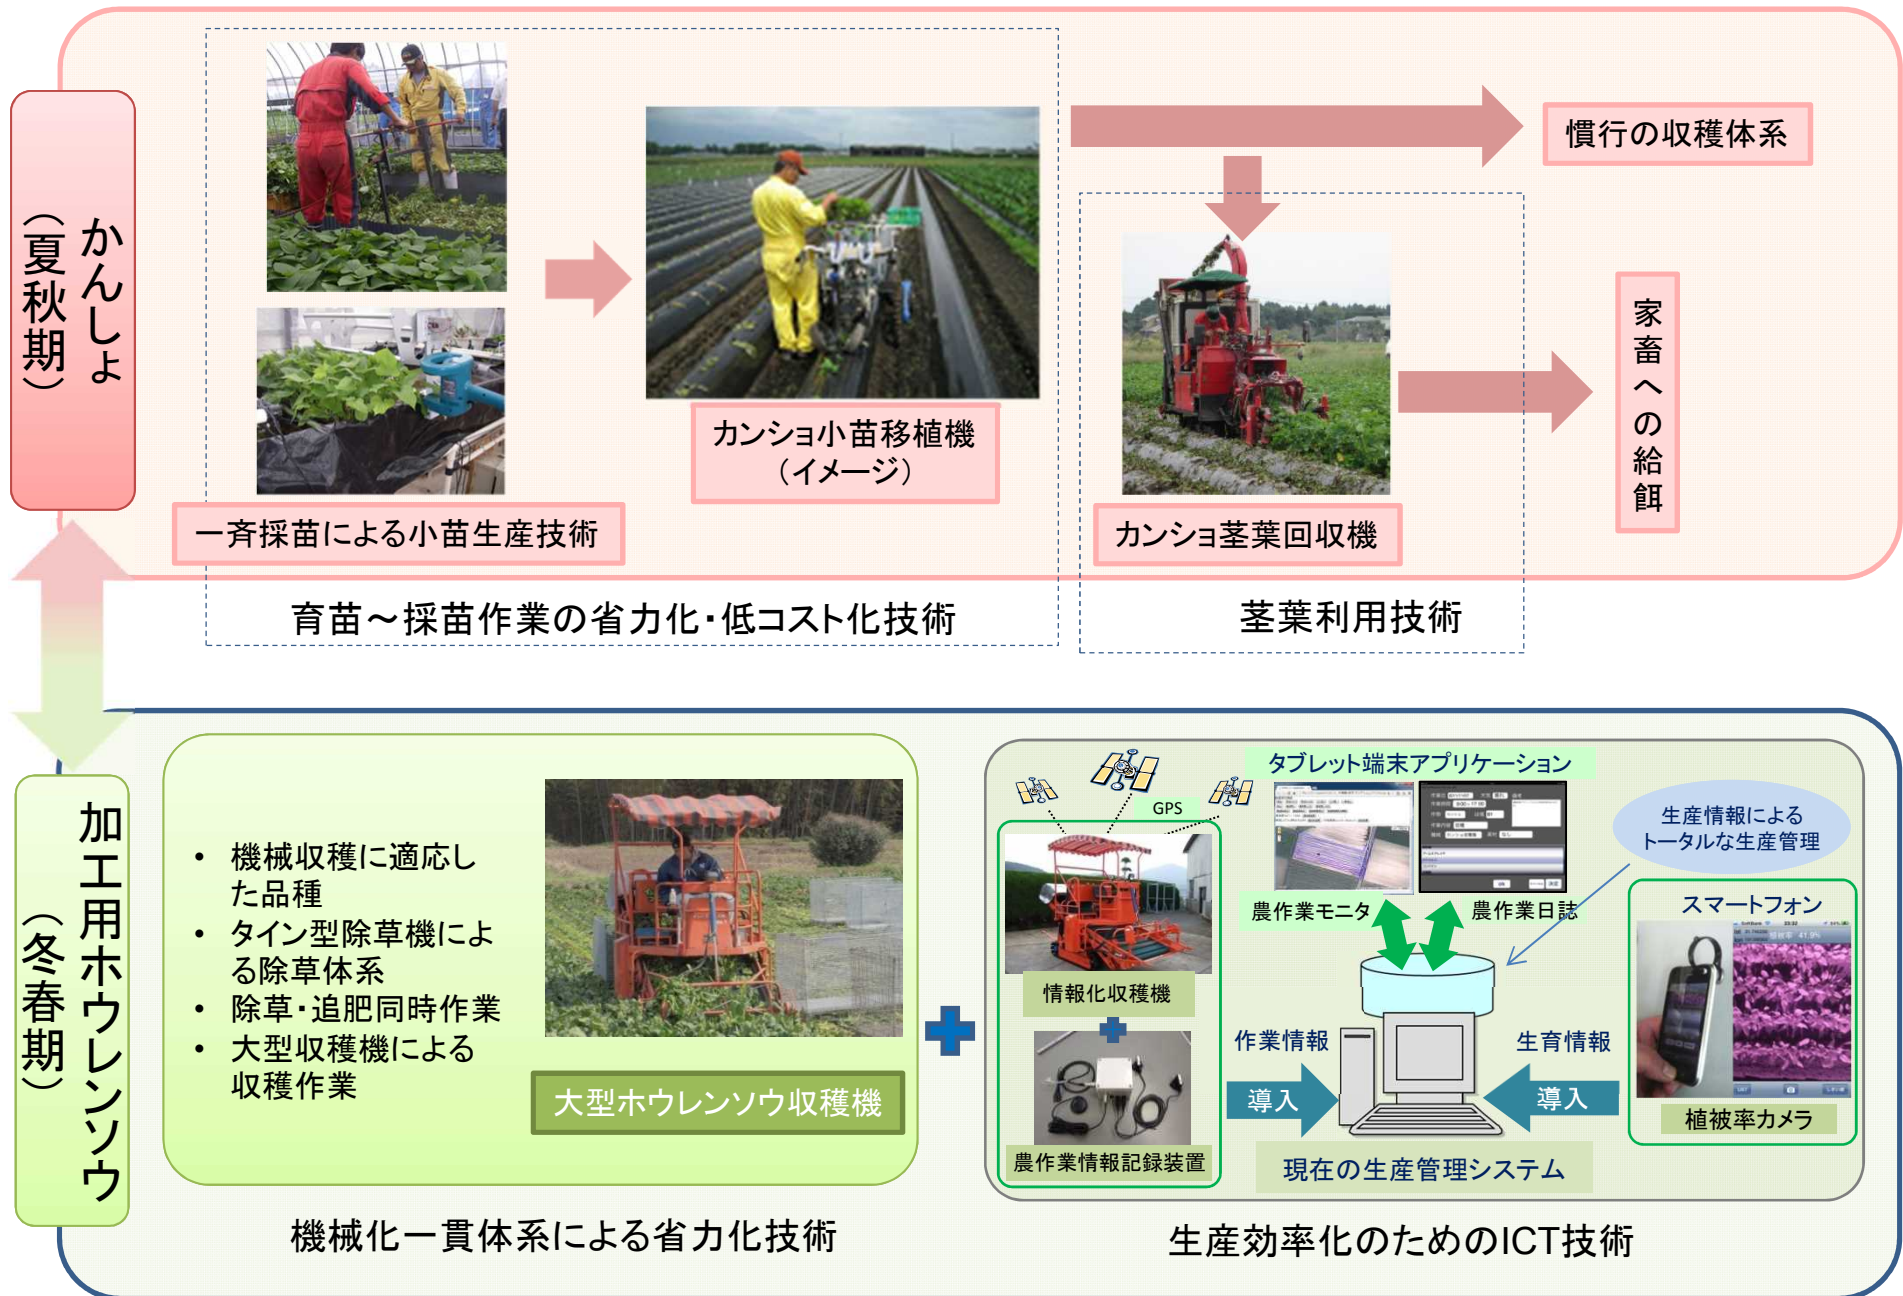 かんしょ
（夏秋期）
慣行の収穫体系
カンショ小苗移植機
（イメージ）
一斉採苗による小苗生産技術
カンショ茎葉回収機
家畜への給餌
育苗～採苗作業の省力化・低コスト化技術
茎葉利用技術
加工用ホウレンソウ
（冬春期）
• 機械収穫に適応し
た品種
• タイン型除草機によ
る除草体系
• 除草・追肥同時作業
• 大型収穫機による
収穫作業
大型ホウレンソウ収穫機
機械化一貫体系による省力化技術
タブレット端末アプリケーション
GPS
農作業モニタ
農作業日誌
生産情報による
トータルな生産管理
情報化収穫機
農作業情報記録装置
作業情報
導入
生育情報
導入
現在の生産管理システム
スマートフォン
植被率 41.9%
植被率カメラ
生産効率化のためのICT技術